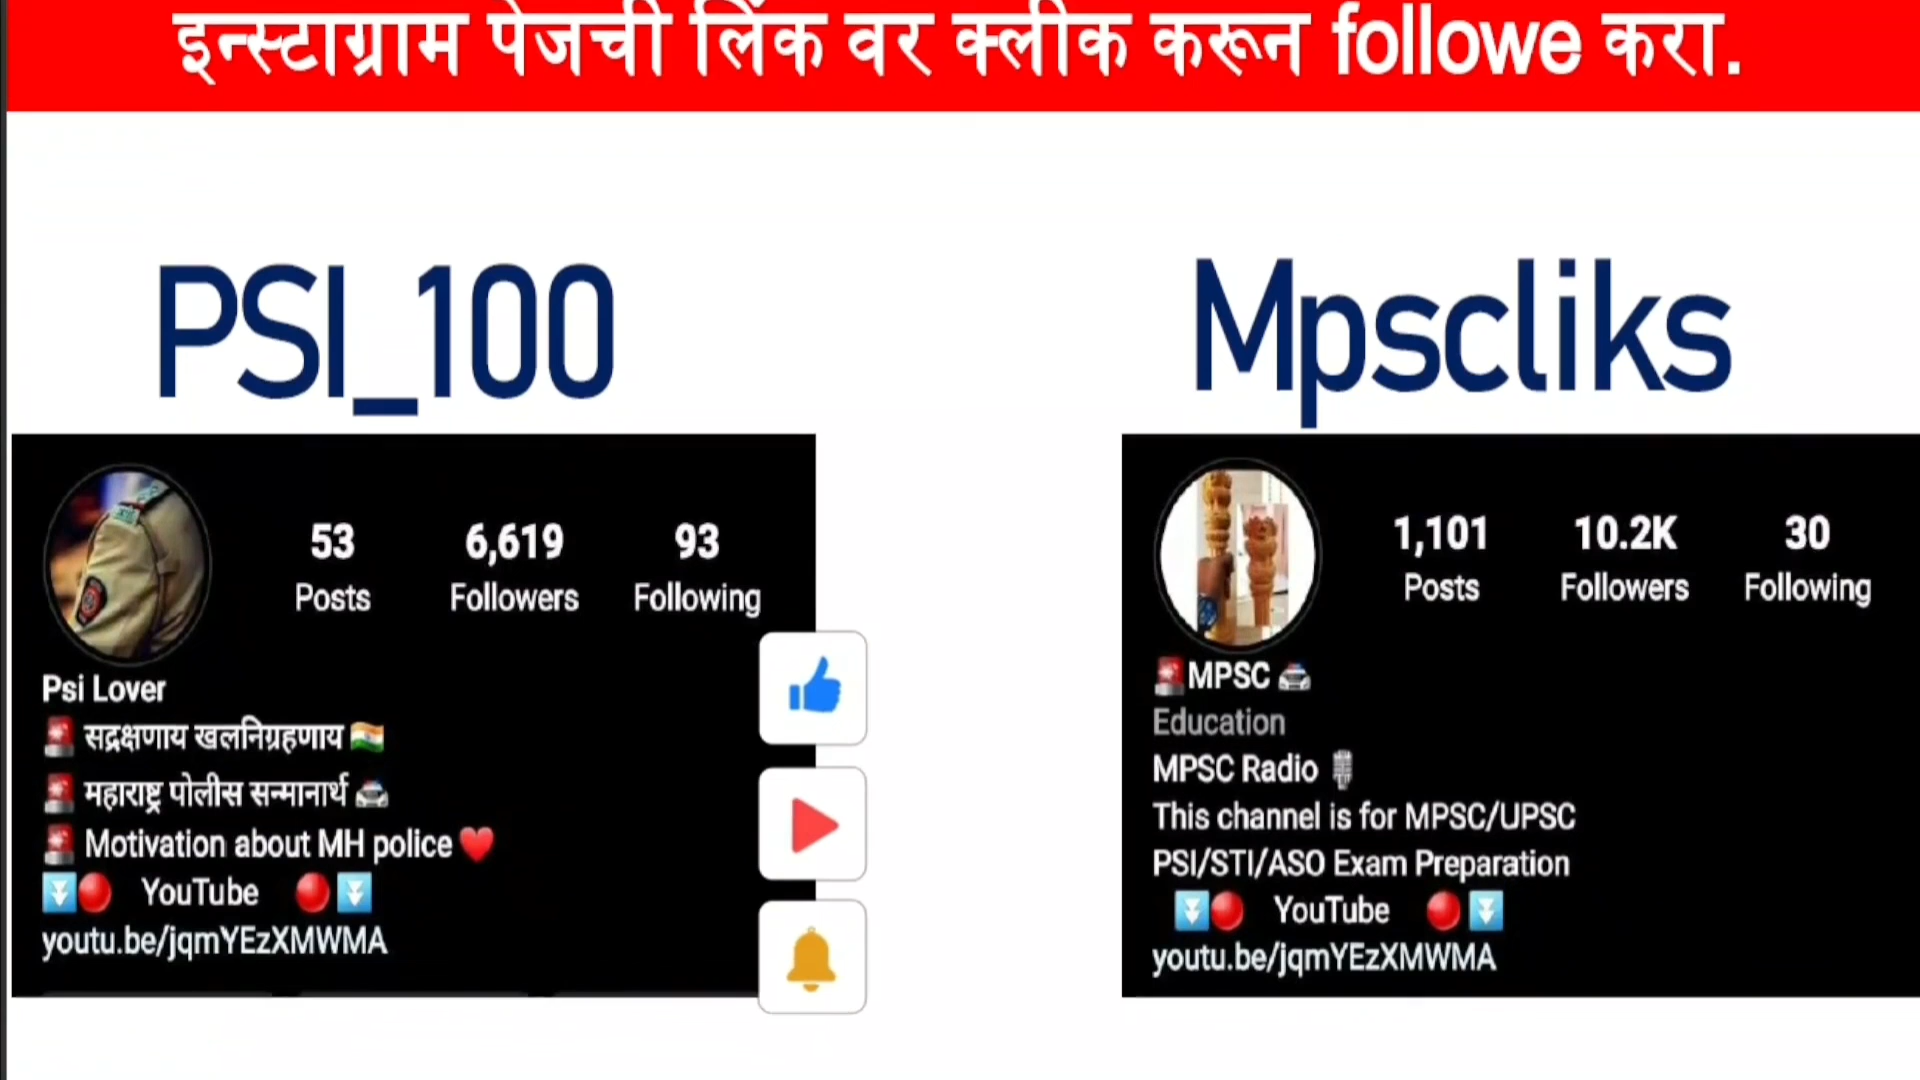 इन्स्टाग्राम पेजची लिंक वर क्लीक करून followe करा.
PSI_100
53 6,619 93
Posts Followers Following
Psi Lover
🚨 सद्रक्षणाय खलनिग्रहणाय 🇮🇳
🚨 महाराष्ट्र पोलीस सन्मानार्थ 🚔
🚨 Motivation about MH police ❤️
⏬🔴 YouTube 🔴⏬
youtu.be/jqmYEzXMWMA
Mpscliks
1,101 10.2K 30
Posts Followers Following
🚨MPSC 🚔
Education
MPSC Radio 🎙️
This channel is for MPSC/UPSC
PSI/STI/ASO Exam Preparation
⏬🔴 YouTube 🔴⏬
youtu.be/jqmYEzXMWMA